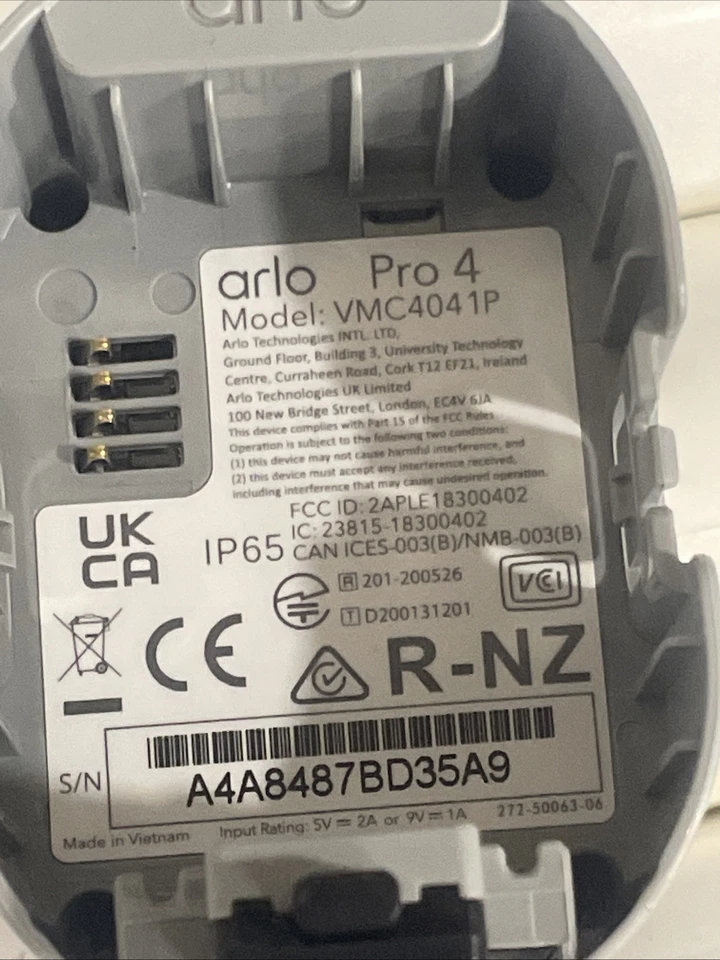 arlo
arlo Pro 4
Model: VMC4041P
Arlo Technologies INTL. LTD,
Ground Floor, Building 3, University Technology
Centre, Curraheen Road, Cork T12 EF21, Ireland
Arlo Technologies UK Limited
100 New Bridge Street, London, EC4V 6JA
This device complies with Part 15 of the FCC Rules
Operation is subject to the following two conditions:
(1) this device may not cause harmful interference, and
(2) this device must accept any interference received,
including interference that may cause undesired operation.
FCC ID: 2APLE18300402
IC: 23815-18300402
IP65 CAN ICES-003(B)/NMB-003(B)
UK
CA
R 201-200526
T D200131201
VCI
CE
R-NZ
S/N
A4A8487BD35A9
Made in Vietnam Input Rating: 5V ⎓ 2A or 9V ⎓ 1A 272-50063-06